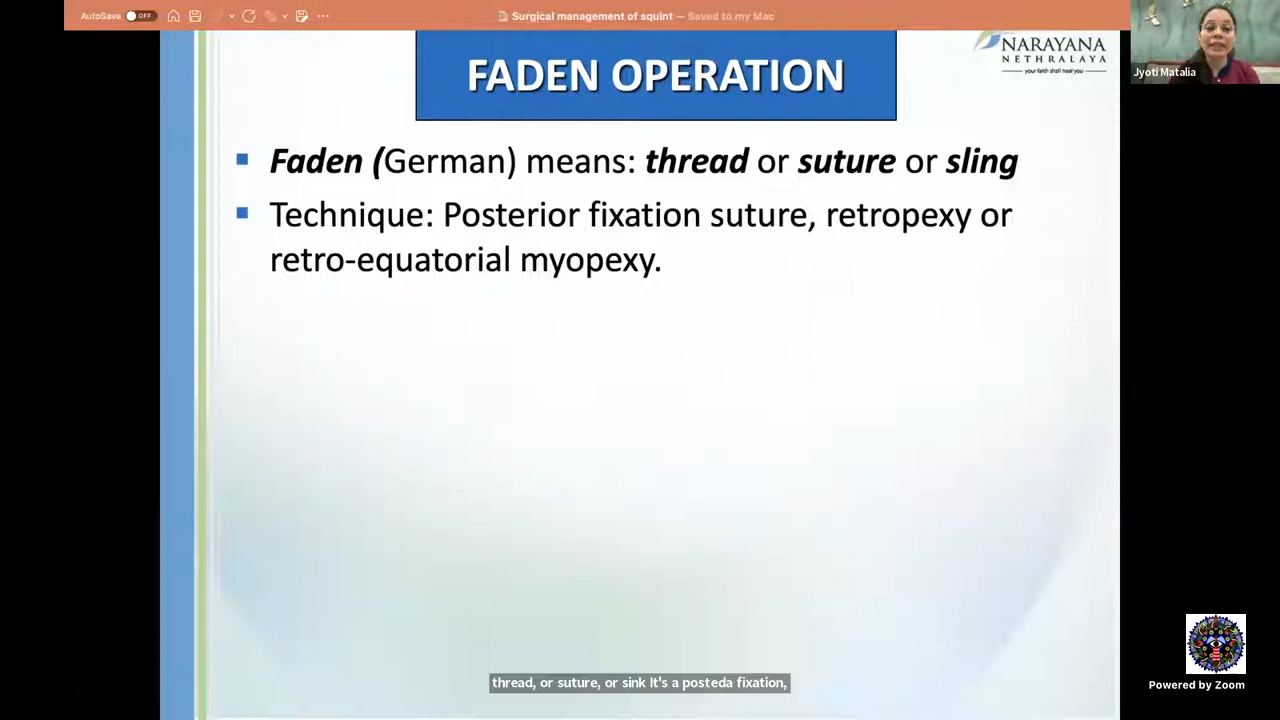 AutoSave OFF
Surgical management of squint — Saved to my Mac
FADEN OPERATION
NARAYANA
NETHRALAYA
your faith shall heal you
Jyoti Matalia
Faden (German) means: thread or suture or sling
Technique: Posterior fixation suture, retropexy or
retro-equatorial myopexy.
thread, or suture, or sink It's a posteda fixation,
Powered by Zoom